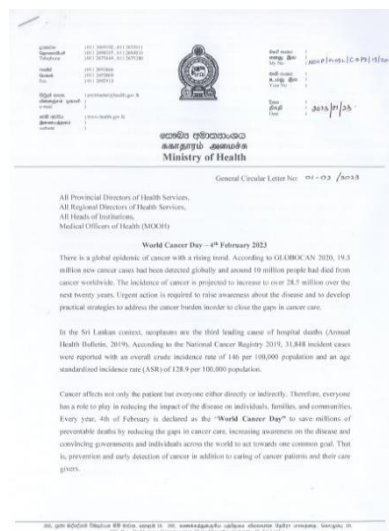 Telephone
Ministry of Health
General Circular Letter No: 01-02 /2023
2023/01/23
සෞඛ්‍ය අමාත්‍යාංශය
சுகாதார அமைச்சு
All Provincial Directors of Health Services,
All Regional Directors of Health Services,
All Heads of Institutions,
Medical Officers of Health (MOOH)
World Cancer Day – 4th February 2023
There is a global epidemic of cancer with a rising trend. According to GLOBOCAN 2020, 19.3
million new cancer cases had been detected globally and around 10 million people had died from
cancer worldwide. The incidence of cancer is projected to increase to over 28.5 million over the
next twenty years. Urgent action is required to raise awareness about the disease and to develop
practical strategies to address the cancer burden inorder to close the gaps in cancer care.
In the Sri Lankan context, neoplasms are the third leading cause of hospital deaths (Annual
Health Bulletin, 2019). According to the National Cancer Registry 2019, 31,848 incident cases
were reported with an overall crude incidence rate of 146 per 100,000 population and an age
standardized incidence rate (ASR) of 128.9 per 100,000 population.
Cancer affects not only the patient but everyone either directly or indirectly. Therefore, everyone
has a role to play in reducing the impact of the disease on individuals, families, and communities.
Every year, 4th of February is declared as the "World Cancer Day" to save millions of
preventable deaths by reducing the gaps in cancer care, increasing awareness on the disease and
convincing governments and individuals across the world to act towards one common goal. That
is, prevention and early detection of cancer in addition to caring of cancer patients and their care
givers.